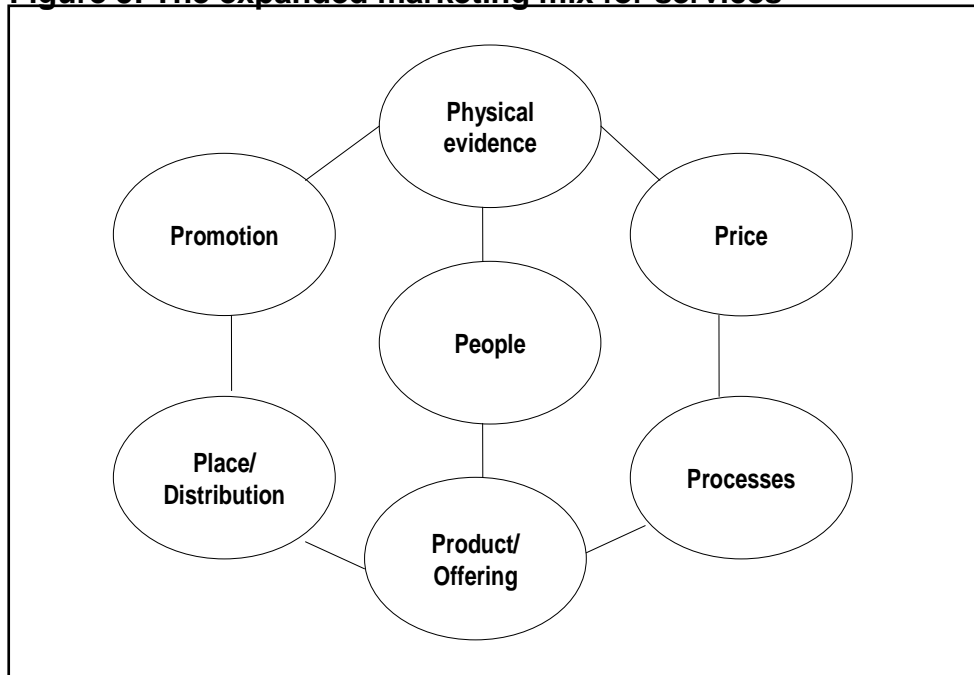 Figure The expanded marketing mix for services
Physical
evidence
Promotion
Price
People
Place/
Distribution
Processes
Product/
Offering